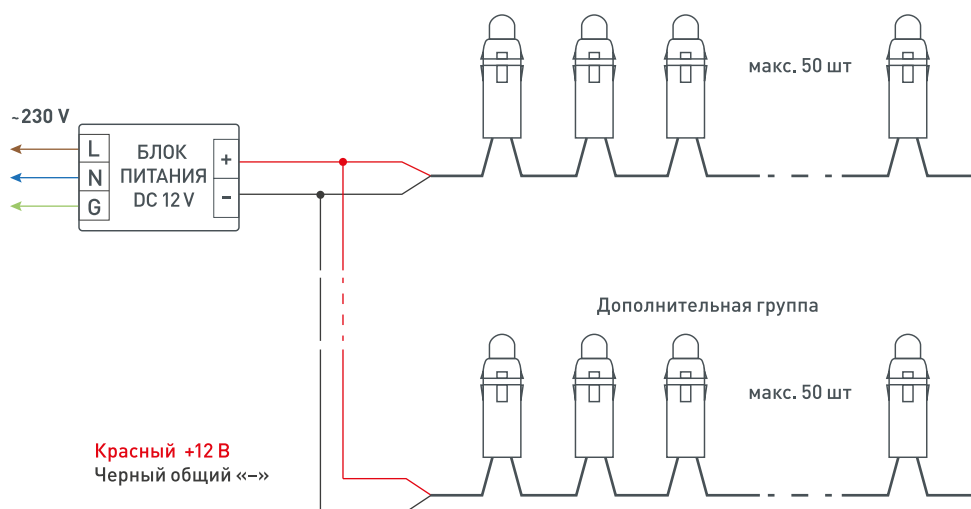 ~230 V
L
N
G
БЛОК
ПИТАНИЯ
DC 12 V
+
–
макс. 50 шт
Дополнительная группа
макс. 50 шт
Красный +12 В
Черный общий «–»